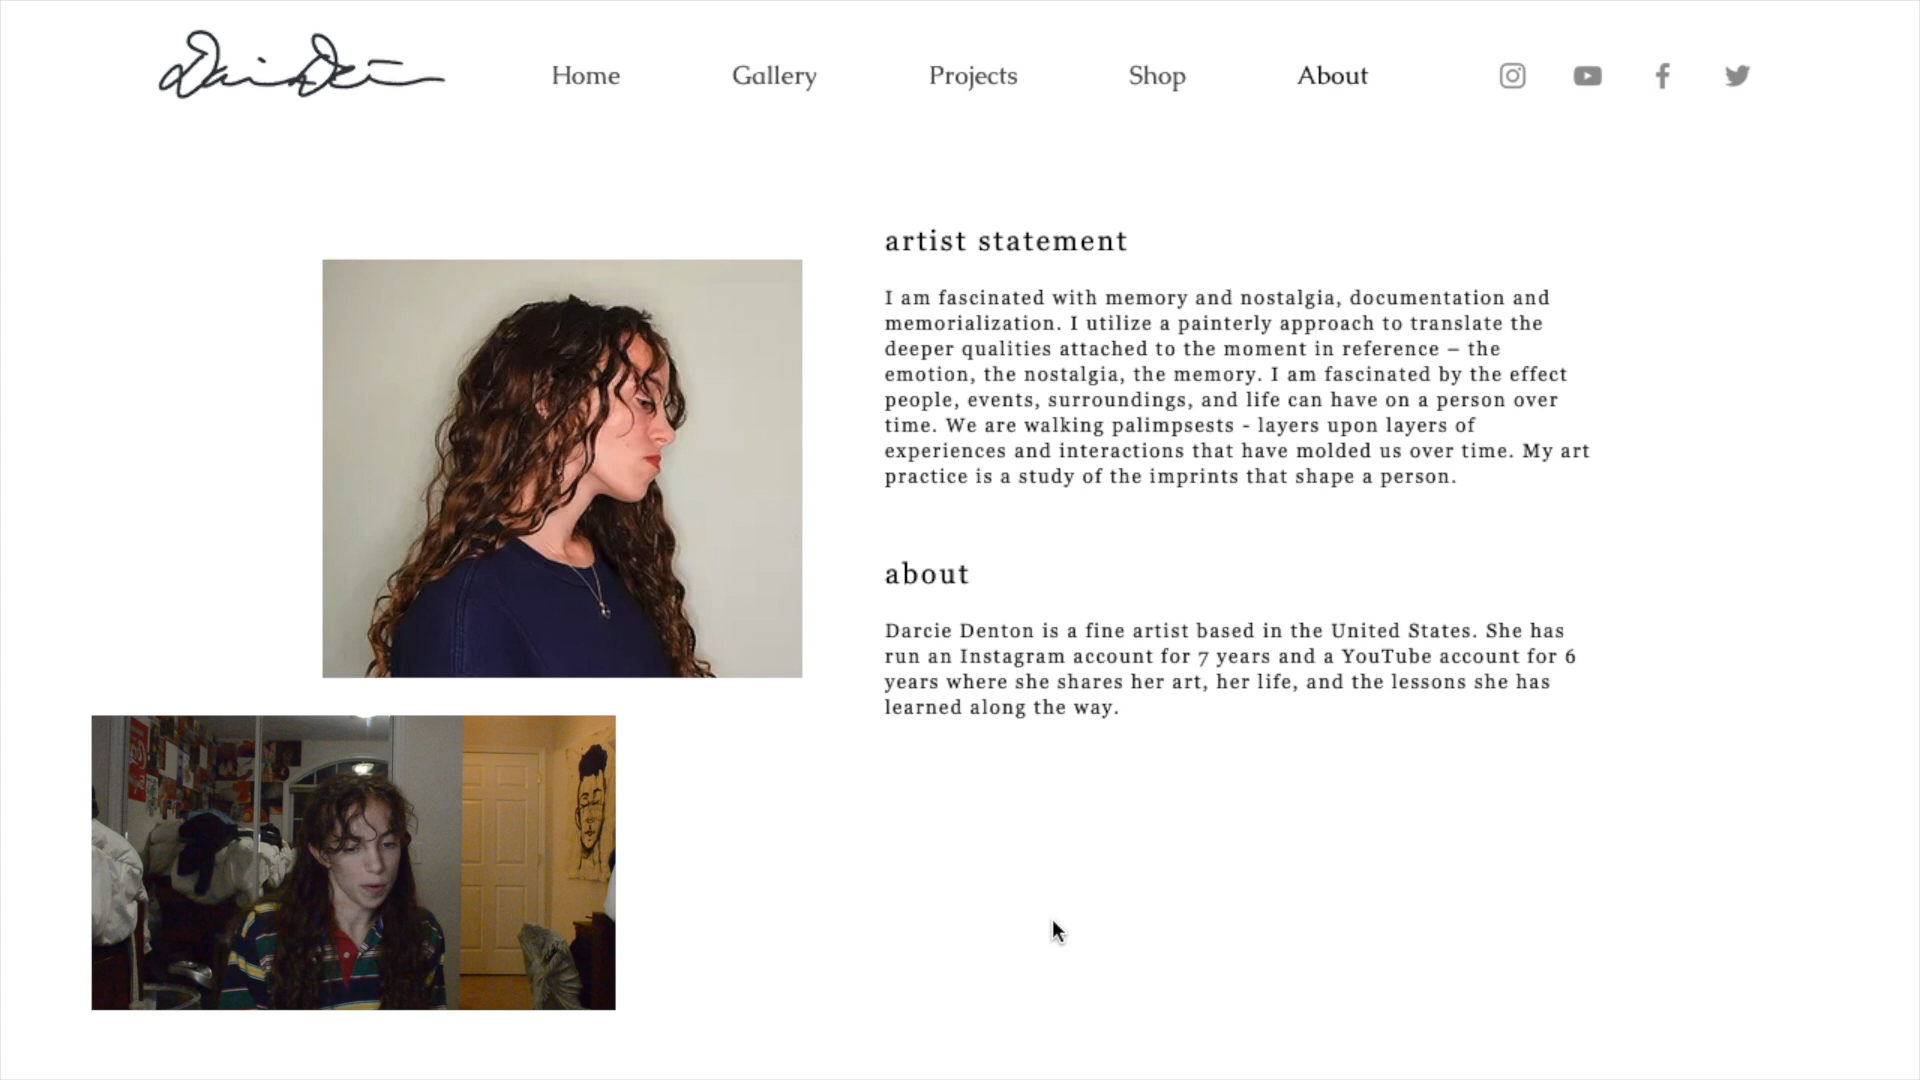 Home
Gallery
Projects
Shop
About
artist statement
I am fascinated with memory and nostalgia, documentation and
memorialization. I utilize a painterly approach to translate the
deeper qualities attached to the moment in reference – the
emotion, the nostalgia, the memory. I am fascinated by the effect
people, events, surroundings, and life can have on a person over
time. We are walking palimpsests - layers upon layers of
experiences and interactions that have molded us over time. My art
practice is a study of the imprints that shape a person.
about
Darcie Denton is a fine artist based in the United States. She has
run an Instagram account for 7 years and a YouTube account for 6
years where she shares her art, her life, and the lessons she has
learned along the way.